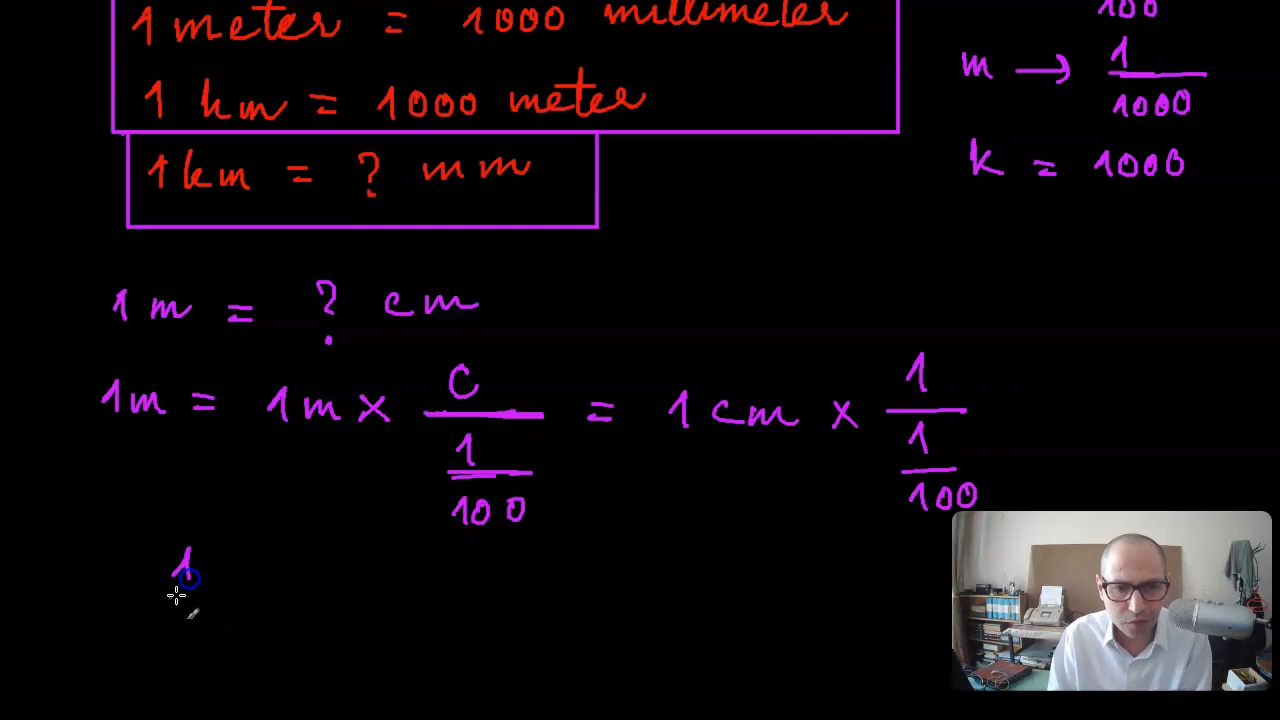 1 meter = 1000 millimeter
1 km = 1000 meter
1 km = ? mm
100
m → 1/1000
k = 1000
1 m = ? cm
1 m = 1 m × c/(1/100) = 1 cm × 1/(1/100)
1